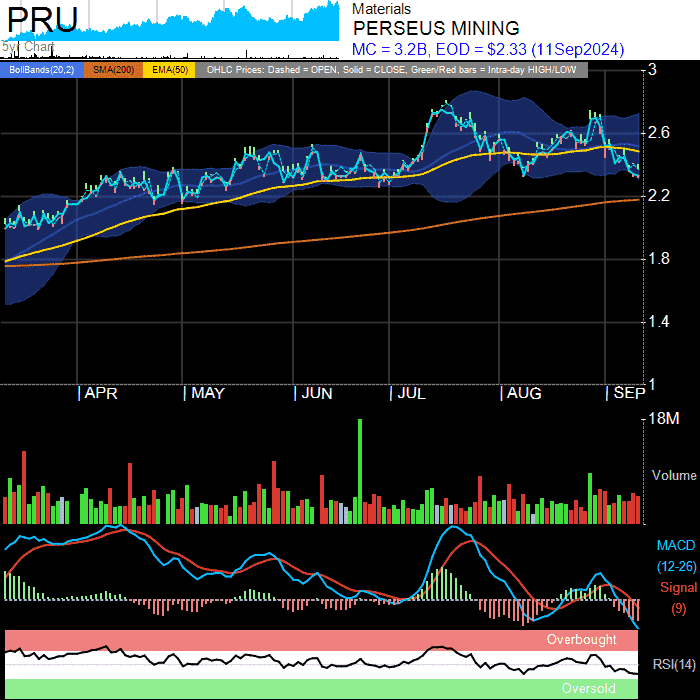 PRU
5yr Chart
Materials
PERSEUS MINING
MC = 3.2B, EOD = $2.33 (11Sep2024)
BollBands(20,2) SMA(200) EMA(50) OHLC Prices: Dashed = OPEN, Solid = CLOSE, Green/Red bars = Intra-day HIGH/LOW
3
2.6
2.2
1.8
1.4
1
| APR | MAY | JUN | JUL | AUG | SEP
18M
Volume
MACD
(12-26)
Signal
(9)
Overbought
RSI(14)
Oversold